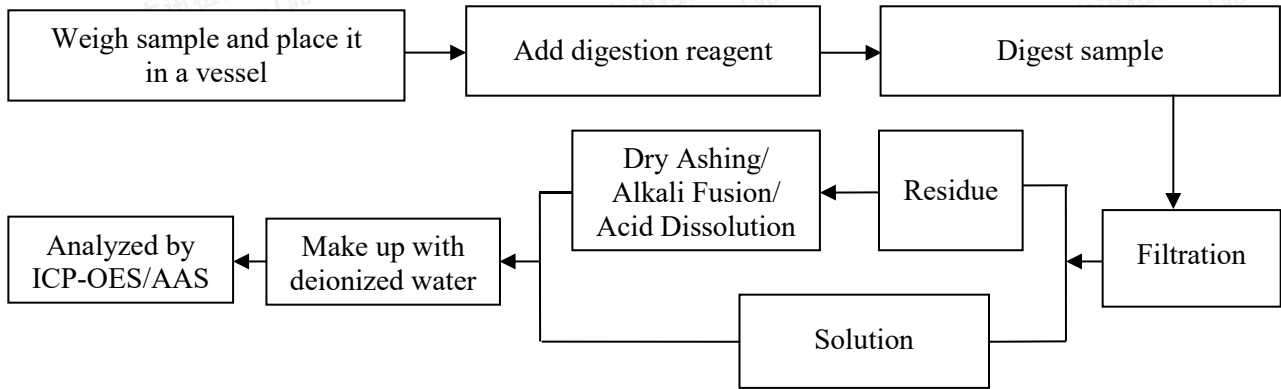 Weigh sample and place it
in a vessel
Add digestion reagent
Digest sample
Filtration
Residue
Dry Ashing/
Alkali Fusion/
Acid Dissolution
Solution
Make up with
deionized water
Analyzed by
ICP-OES/AAS